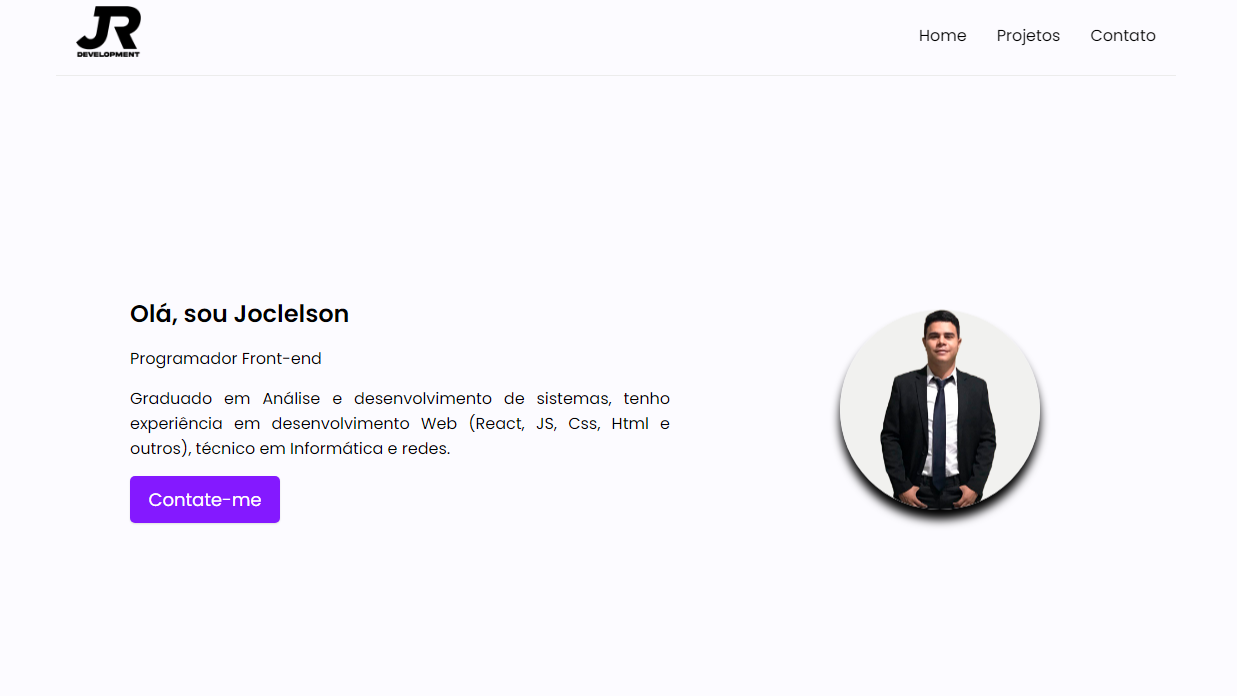 JR
DEVELOPMENT
Home Projetos Contato
Olá, sou Joclelson
Programador Front-end
Graduado em Análise e desenvolvimento de sistemas, tenho
experiência em desenvolvimento Web (React, JS, Css, Html e
outros), técnico em Informática e redes.
Contate-me